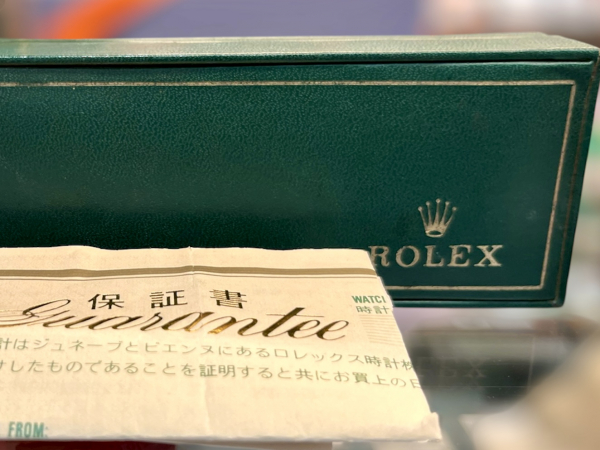 ROLEX
保証書
Guarantee
WATC
時計
計はジュネーブとビエンヌにあるロレックス時計
したものであることを証明すると共にお買上の日
FROM: